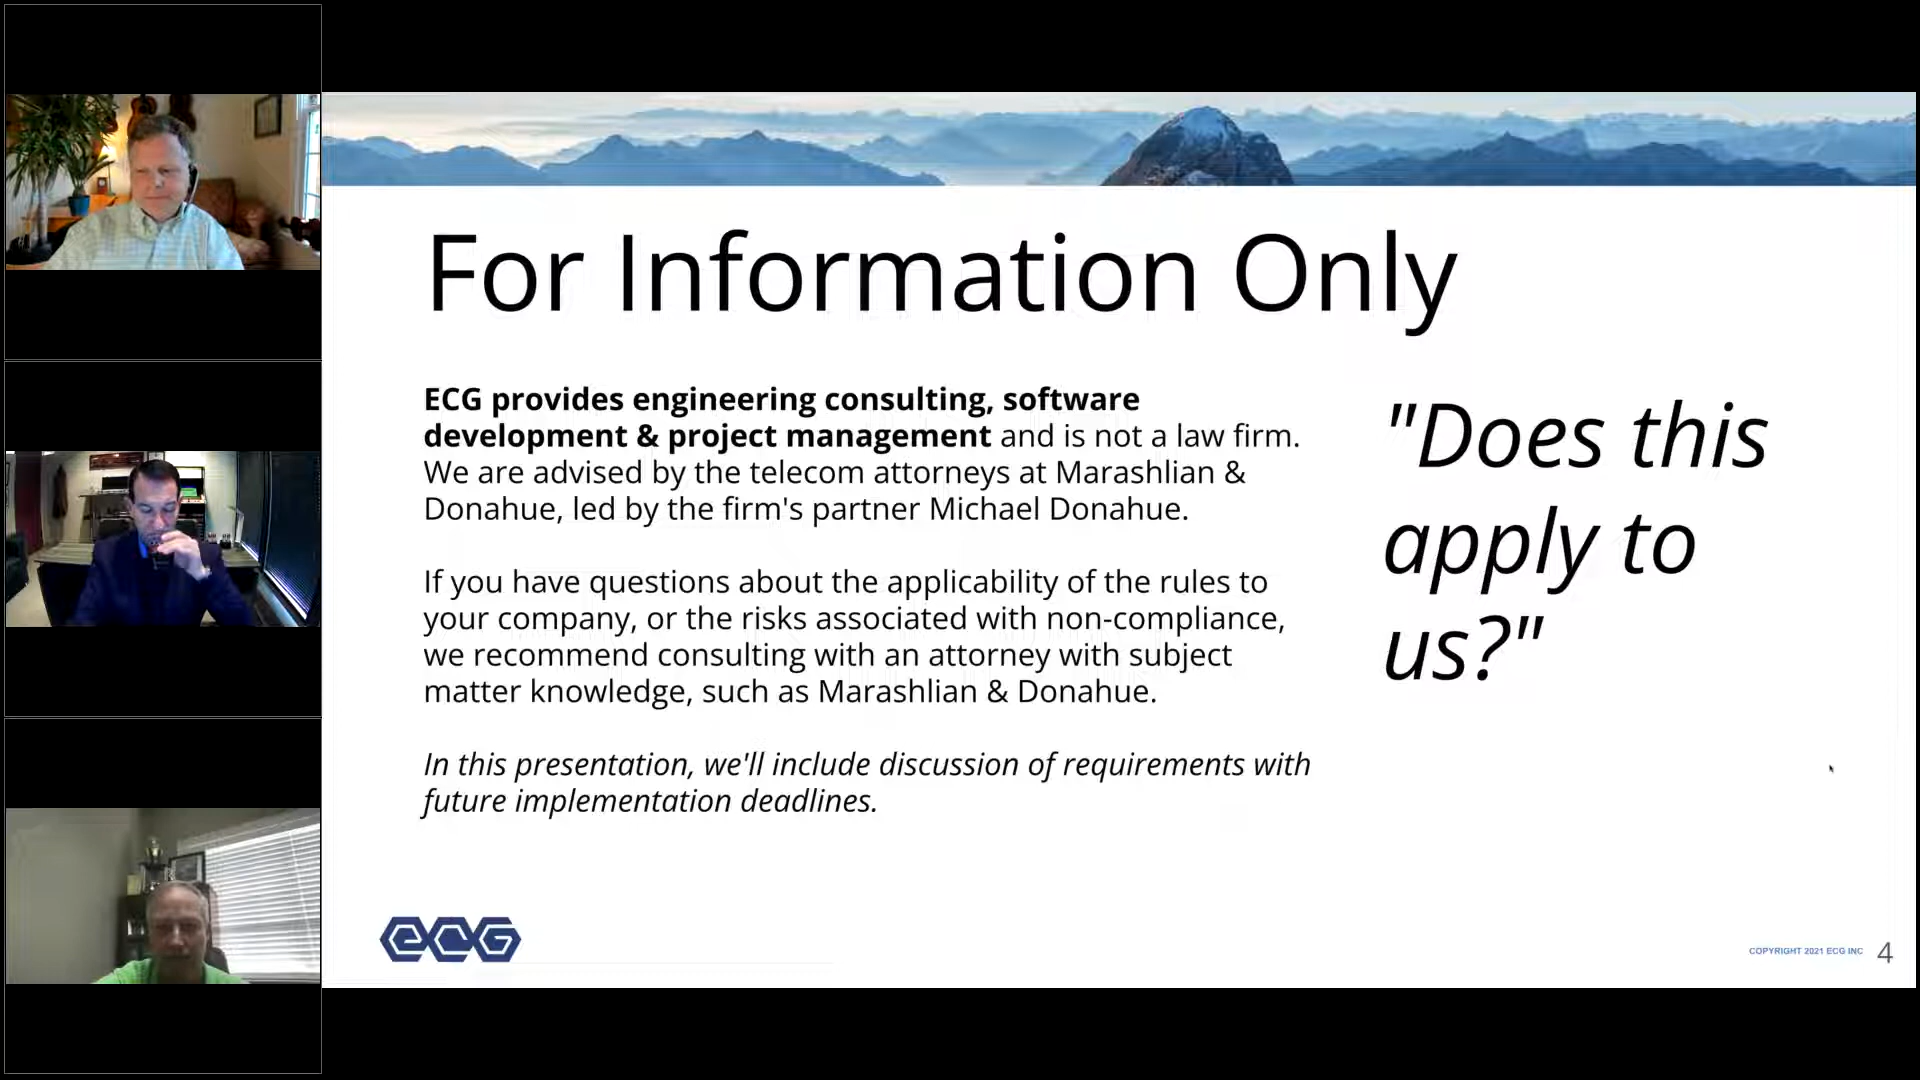 For Information Only
ECG provides engineering consulting, software
development & project management and is not a law firm.
We are advised by the telecom attorneys at Marashlian &
Donahue, led by the firm's partner Michael Donahue.
If you have questions about the applicability of the rules to
your company, or the risks associated with non-compliance,
we recommend consulting with an attorney with subject
matter knowledge, such as Marashlian & Donahue.
In this presentation, we'll include discussion of requirements with
future implementation deadlines.
"Does this
apply to
us?"
ECG
COPYRIGHT 2021 ECG INC
4